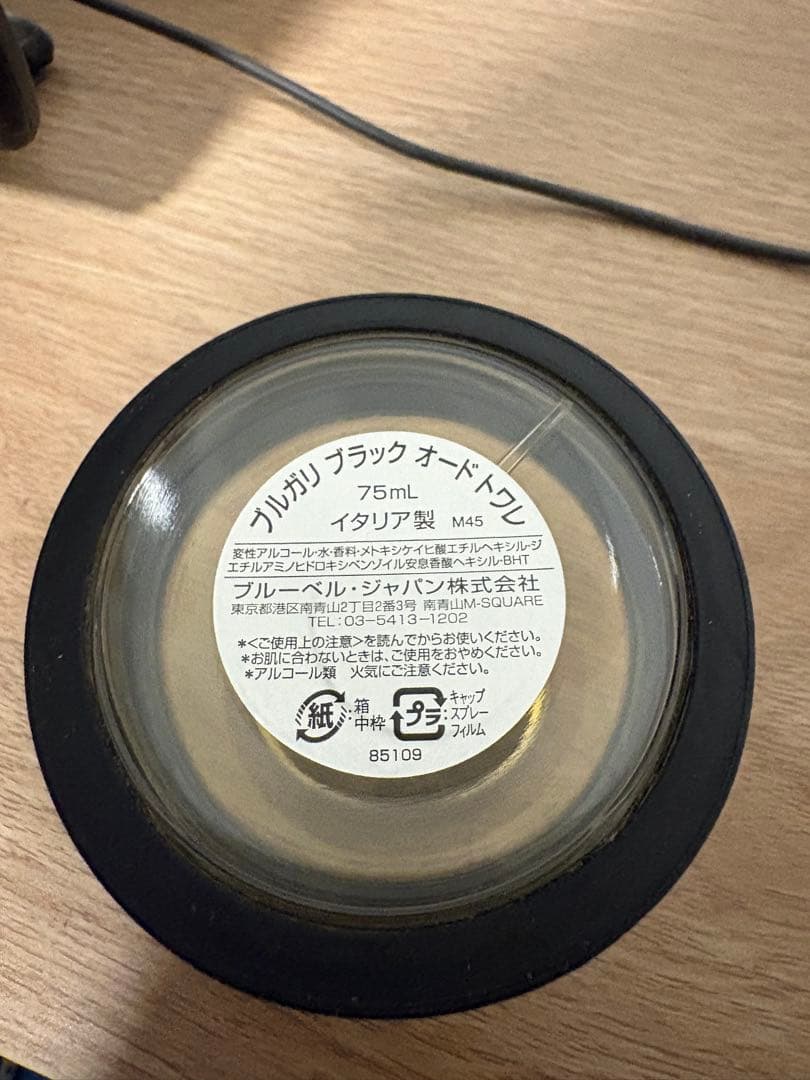 ブルガリ ブラック オードトワレ
75mL
イタリア製 M45
変性アルコール・水・香料・メトキシケイヒ酸エチルヘキシル・ジ
エチルアミノヒドロキシベンゾイル安息香酸ヘキシル・BHT
ブルーベル・ジャパン株式会社
東京都港区南青山2丁目2番3号 南青山M-SQUARE
TEL:03-5413-1202
*<ご使用上の注意>を読んでからお使いください。
*お肌に合わないときは、ご使用をおやめください。
*アルコール類 火気にご注意ください。
紙 :箱
中枠
プラ :キャップ
スプレー
フィルム
85109